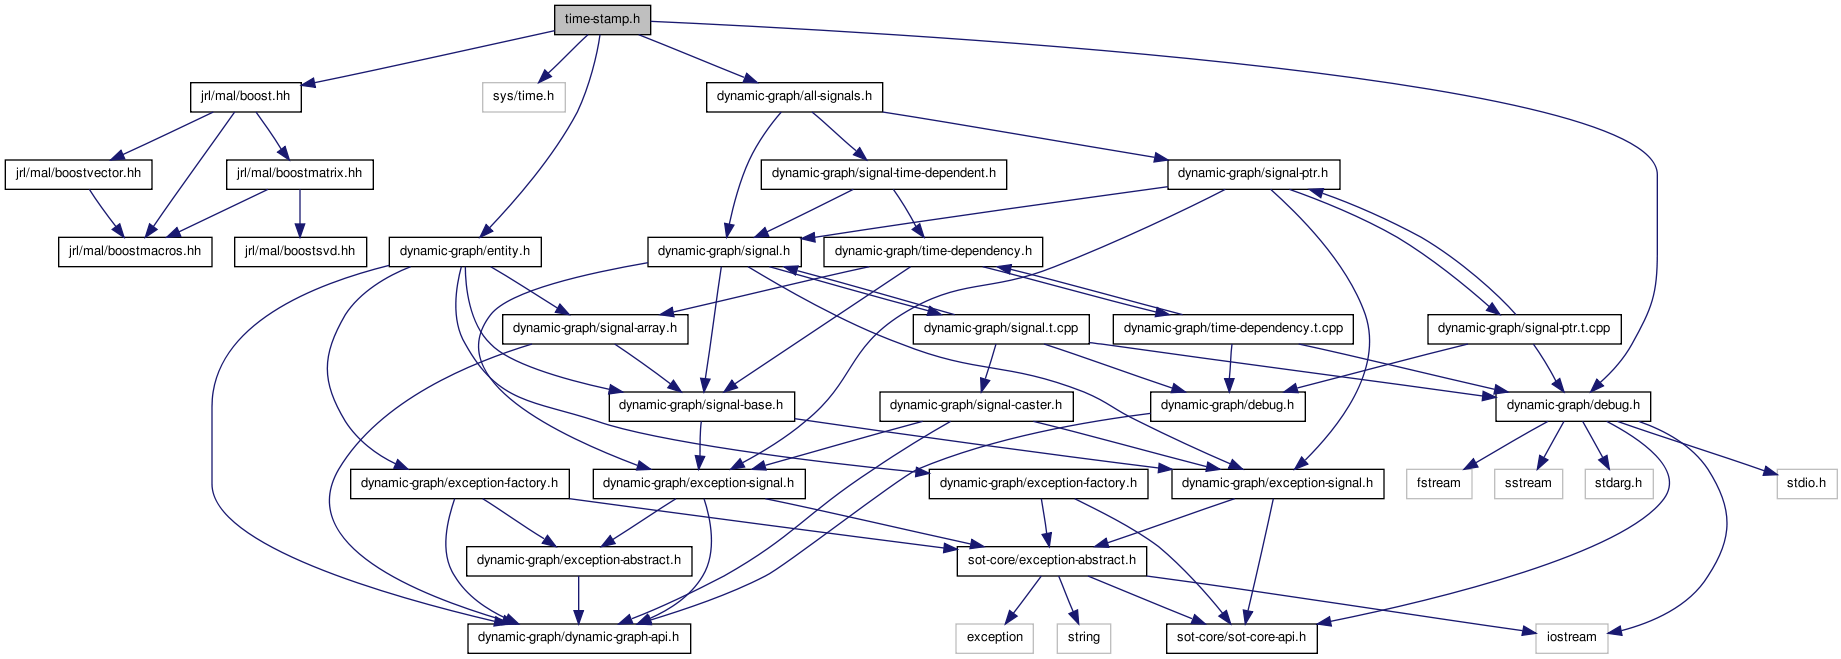 time-stamp.h
jrl/mal/boost.hh
sys/time.h
dynamic-graph/all-signals.h
jrl/mal/boostvector.hh
jrl/mal/boostmatrix.hh
dynamic-graph/signal-time-dependent.h
dynamic-graph/signal-ptr.h
jrl/mal/boostmacros.hh
jrl/mal/boostsvd.hh
dynamic-graph/entity.h
dynamic-graph/signal.h
dynamic-graph/time-dependency.h
dynamic-graph/signal-array.h
dynamic-graph/signal.t.cpp
dynamic-graph/time-dependency.t.cpp
dynamic-graph/signal-ptr.t.cpp
dynamic-graph/signal-base.h
dynamic-graph/signal-caster.h
dynamic-graph/debug.h
dynamic-graph/debug.h
dynamic-graph/exception-factory.h
dynamic-graph/exception-signal.h
dynamic-graph/exception-factory.h
dynamic-graph/exception-signal.h
fstream
sstream
stdarg.h
stdio.h
dynamic-graph/exception-abstract.h
sot-core/exception-abstract.h
dynamic-graph/dynamic-graph-api.h
exception
string
sot-core/sot-core-api.h
iostream